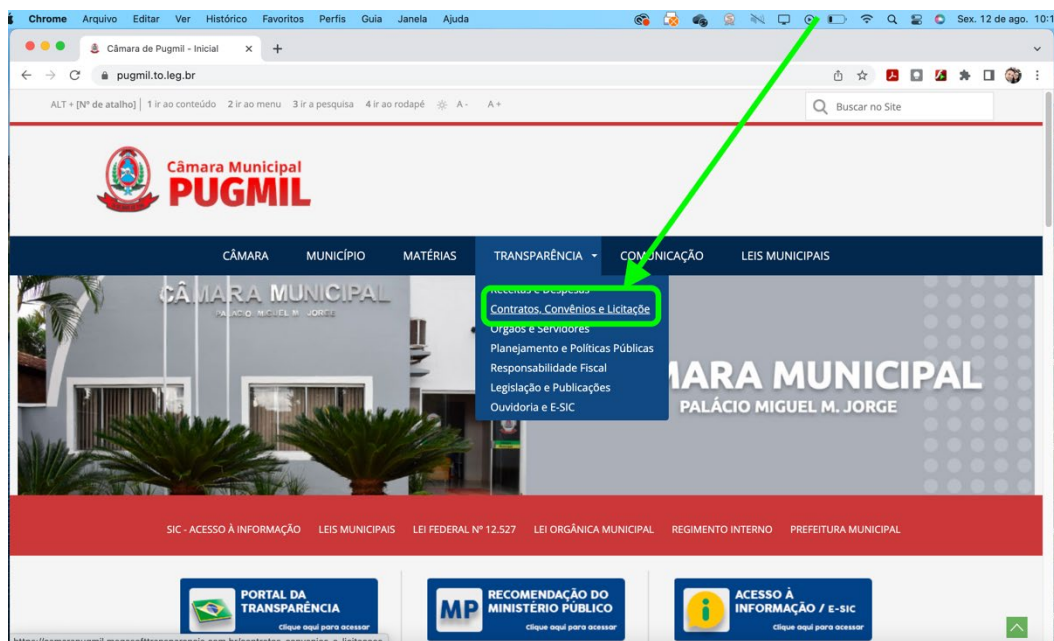 Chrome Arquivo Editar Ver Histórico Favoritos Perfis Guia Janela Ajuda Sex. 12 de ago.
Câmara de Pugmil - Inicial
pugmil.to.leg.br
ALT + [Nº de atalho] | 1 ir ao conteúdo 2 ir ao menu 3 ir a pesquisa 4 ir ao rodapé A- A+ Buscar no Site
Câmara Municipal
PUGMIL
CÂMARA MUNICÍPIO MATÉRIAS TRANSPARÊNCIA COMUNICAÇÃO LEIS MUNICIPAIS
Receitas e Despesas
Contratos, Convênios e Licitaçõe
Órgãos e Servidores
Planejamento e Políticas Públicas
Responsabilidade Fiscal
Legislação e Publicações
Ouvidoria e E-SIC
CÂMARA MUNICIPAL
PALACIO MIGUEL M. JORGE
MARA MUNICIPAL
PALÁCIO MIGUEL M. JORGE
SIC - ACESSO À INFORMAÇÃO LEIS MUNICIPAIS LEI FEDERAL Nº 12.527 LEI ORGÂNICA MUNICIPAL REGIMENTO INTERNO PREFEITURA MUNICIPAL
PORTAL DA
TRANSPARÊNCIA
Clique aqui para acessar
MP
RECOMENDAÇÃO DO
MINISTÉRIO PÚBLICO
Clique aqui para acessar
i
ACESSO À
INFORMAÇÃO / E-SIC
Clique aqui para acessar